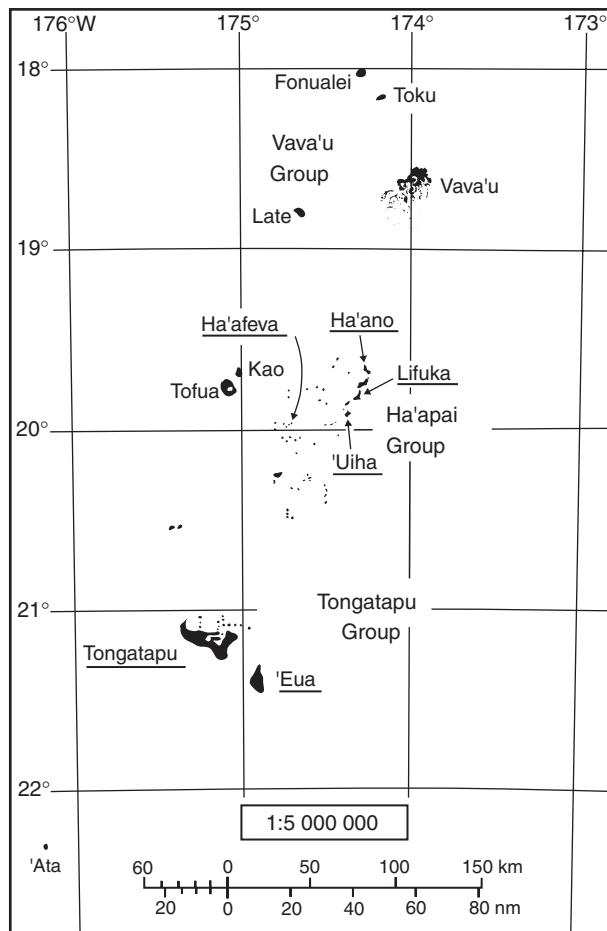 176°W 175° 174° 173°
18°
Fonualei
Toku
Vava'u
Group
Vava'u
Late
19°
Ha'afeva
Ha'ano
Kao
Lifuka
Tofua
Ha'apai
Group
20°
'Uiha
21°
Tongatapu
Group
Tongatapu
'Eua
22°
1:5 000 000
'Ata
60 0 50 100 150 km
20 0 20 40 60 80 nm